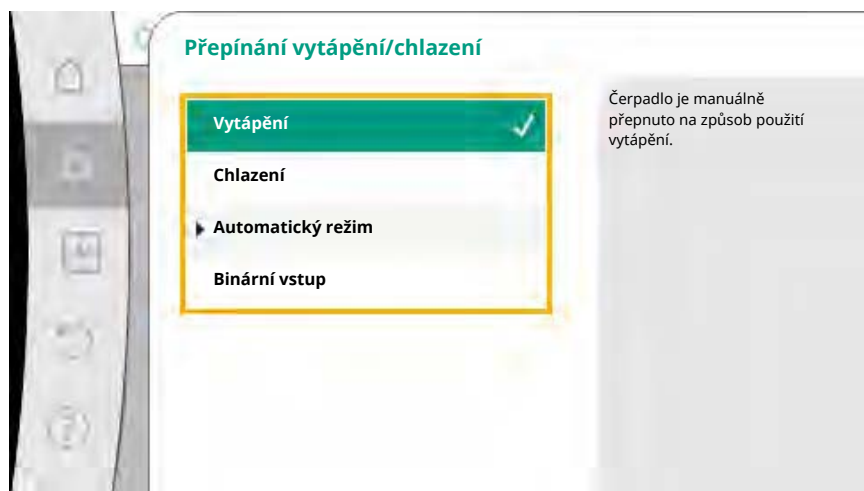 Přepínání vytápění/chlazení
Vytápění
Chlazení
Automatický režim
Binární vstup
Čerpadlo je manuálně
přepnuto na způsob použití
vytápění.